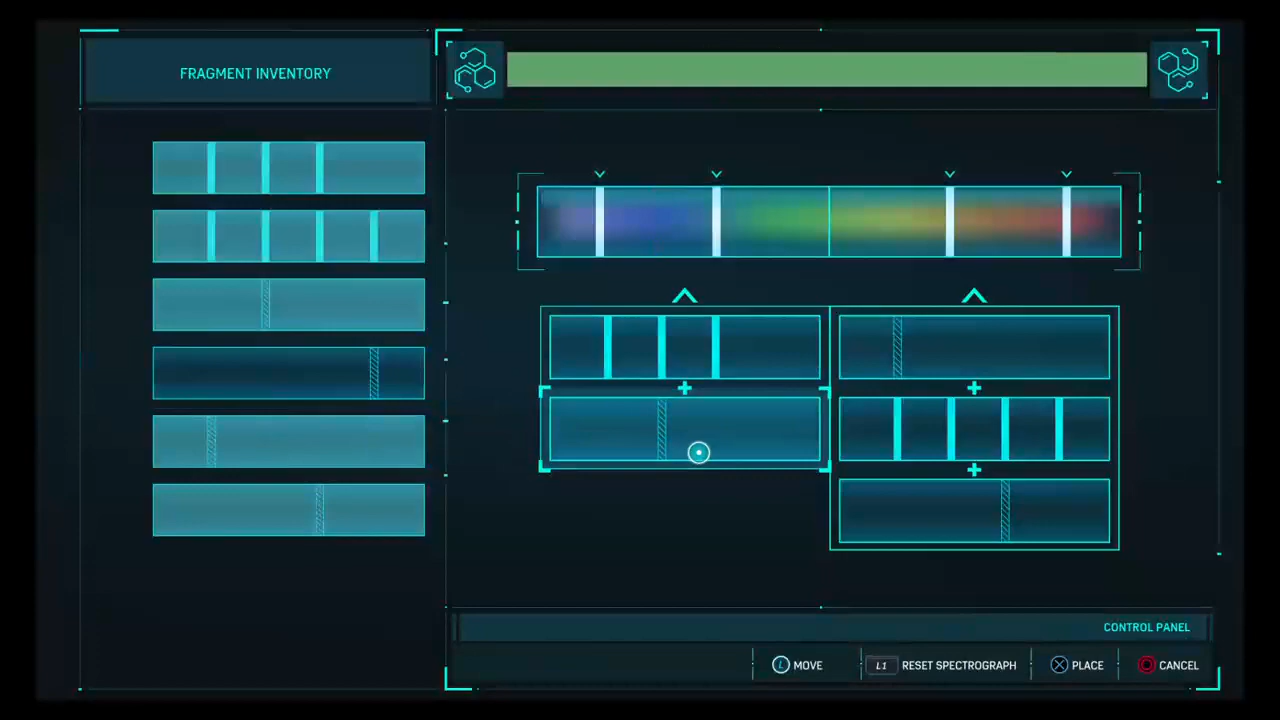 FRAGMENT INVENTORY
CONTROL PANEL
L MOVE
L1 RESET SPECTROGRAPH
PLACE
CANCEL